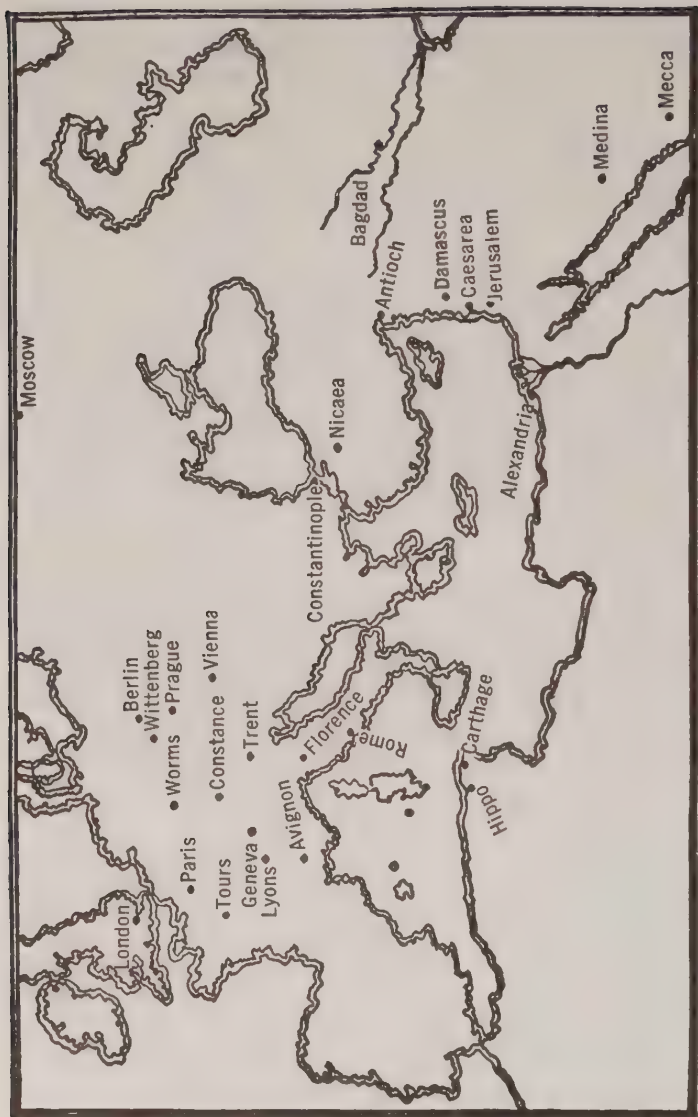 Moscow
London
Berlin
Wittenberg
Prague
Worms
Paris
Vienna
Constance
Tours
Trent
Geneva
Lyons
Florence
Avignon
Rome
Constantinople
Nicaea
Carthage
Hippo
Bagdad
Antioch
Damascus
Caesarea
Jerusalem
Alexandria
Medina
Mecca